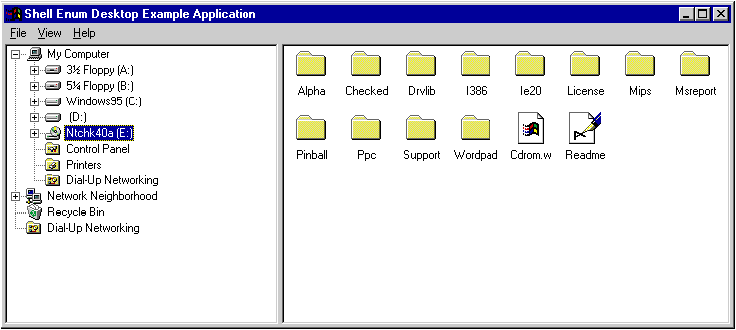 Shell Enum Desktop Example Application
File View Help
My Computer
3½ Floppy (A:)
5¼ Floppy (B:)
Windows95 (C:)
(D:)
Ntchk40a (E:)
Control Panel
Printers
Dial-Up Networking
Network Neighborhood
Recycle Bin
Dial-Up Networking
Alpha Checked Drvlib I386 Ie20 License Mips Msreport
Pinball Ppc Support Wordpad Cdrom.w Readme